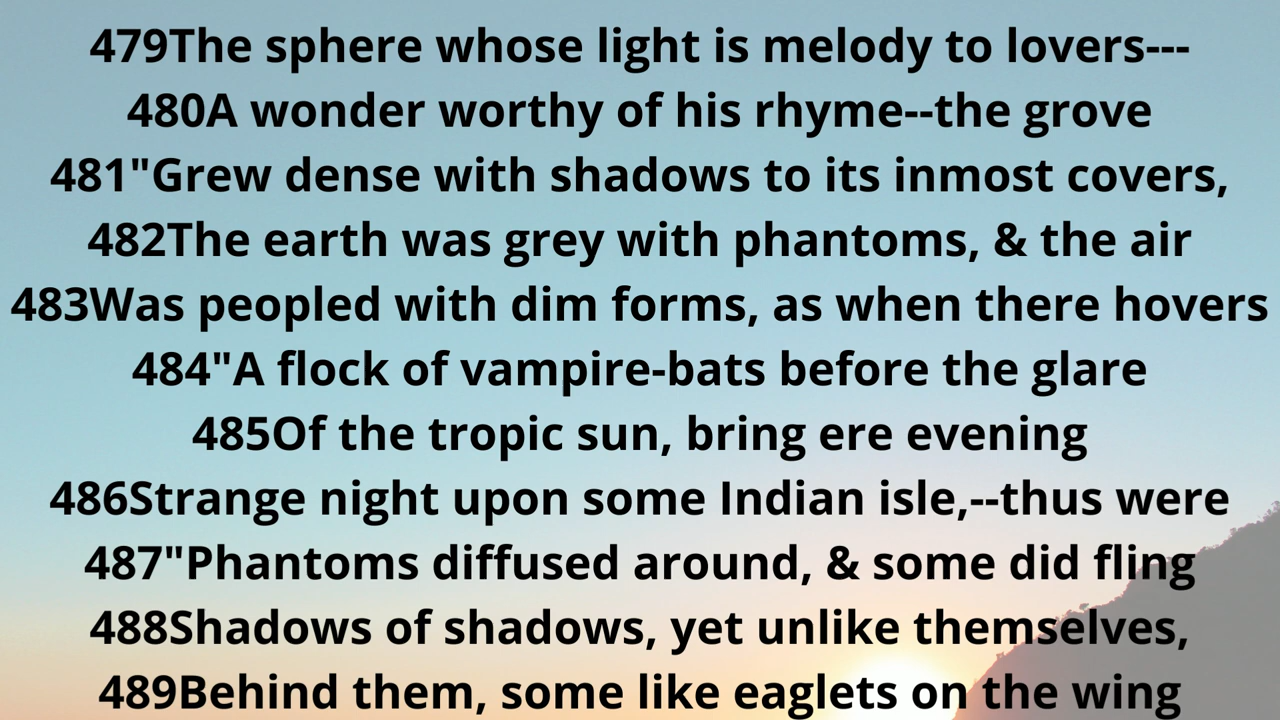 479The sphere whose light is melody to lovers---
480A wonder worthy of his rhyme--the grove
481"Grew dense with shadows to its inmost covers,
482The earth was grey with phantoms, & the air
483Was peopled with dim forms, as when there hovers
484"A flock of vampire-bats before the glare
485Of the tropic sun, bring ere evening
486Strange night upon some Indian isle,--thus were
487"Phantoms diffused around, & some did fling
488Shadows of shadows, yet unlike themselves,
489Behind them, some like eaglets on the wing